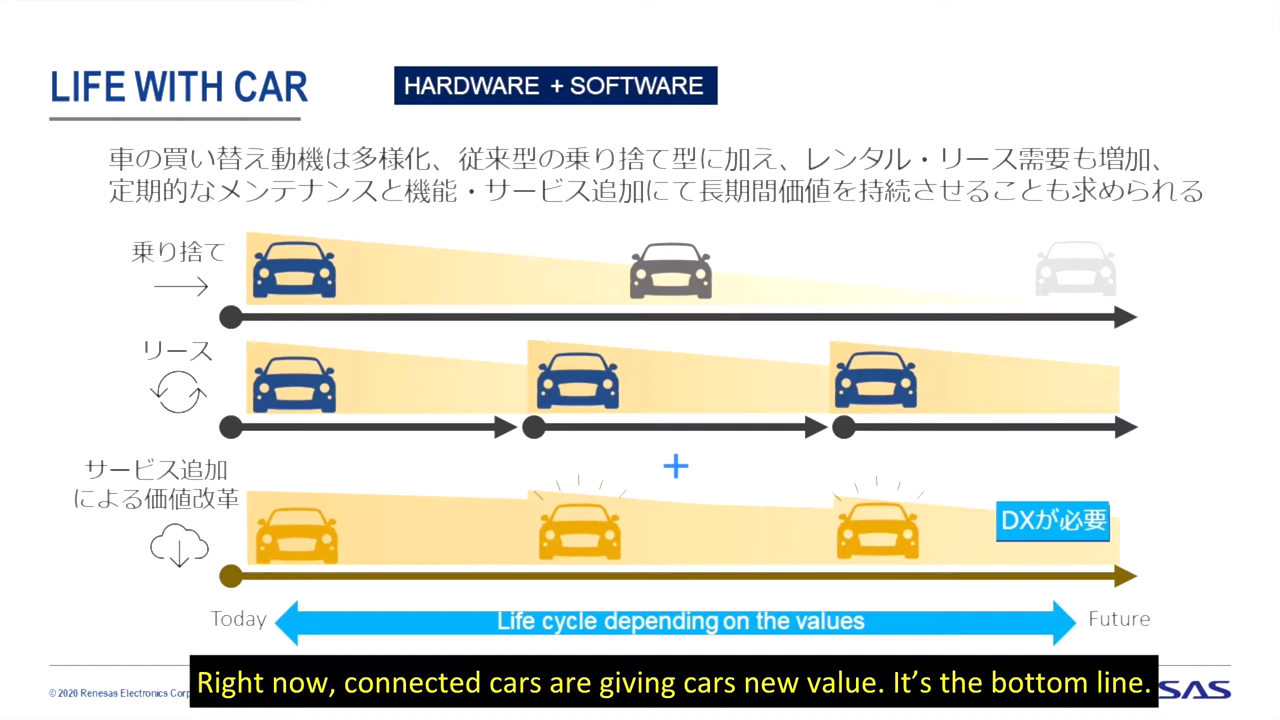 LIFE WITH CAR
HARDWARE + SOFTWARE
車の買い替え動機は多様化、従来型の乗り捨て型に加え、レンタル・リース需要も増加、
定期的なメンテナンスと機能・サービス追加にて長期間価値を持続させることも求められる
乗り捨て
リース
+
サービス追加
による価値改革
DXが必要
Today
Life cycle depending on the values
Future
© 2020 Renesas Electronics Corp
SAS
Right now, connected cars are giving cars new value. It’s the bottom line.